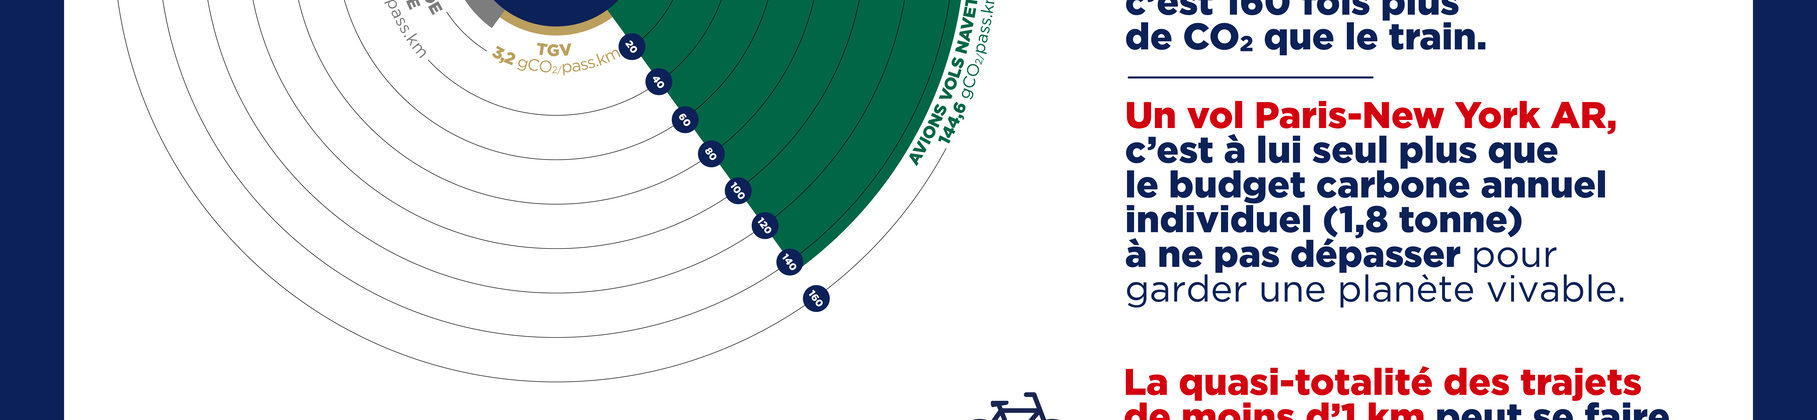 pass.km
TGV
3,2 gCO₂/pass.km
20
40
60
80
100
120
140
160
AVIONS VOLS NAVET
144,6 gCO₂/pass.k
c’est 160 fois plus
de CO₂ que le train.
Un vol Paris-New York AR,
c’est à lui seul plus que
le budget carbone annuel
individuel (1,8 tonne)
à ne pas dépasser pour
garder une planète vivable.
La quasi-totalité des trajets
de moins d’1 km peut se faire